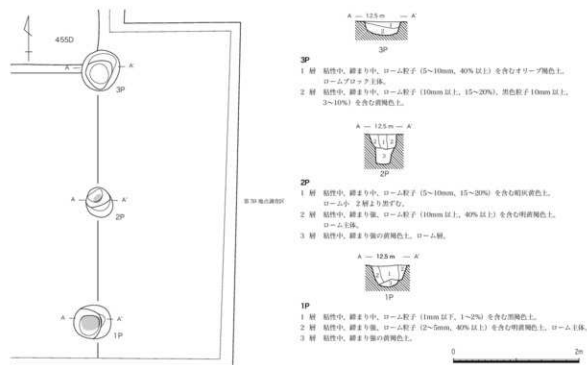 455D
A A'
3P
A A'
2P
A A'
1P
A — 12.5 m — A'
1 2
3P
3P
1 層 粘性中、締まり中、ローム粒子（5～10mm、40% 以上）を含むオリーブ褐色土。
ロームブロック主体。
2 層 粘性中、締まり中、ローム粒子（10mm 以上、15～20%）、黒色粒子 10mm 以上、
3～10%）を含む黄褐色土。
A — 12.5 m — A'
2 1 2
3
2P
2P
1 層 粘性中、締まり中、ローム粒子（5～10mm、15～20%）を含む暗灰黄色土。
ローム小 2層より黒ずむ。
2 層 粘性中、締まり強、ローム粒子（10mm 以上、40% 以上）を含む明黄褐色土。
ローム主体。
3 層 粘性中、締まり強の黄褐色土。ローム層。
A — 12.5m — A'
2 1 2
3
1P
1P
1 層 粘性中、締まり中、ローム粒子（1mm 以下、1～2%）を含む黒褐色土。
2 層 粘性中、締まり強、ローム粒子（2～5mm、40% 以上）を含む明黄褐色土。ローム主体。
3 層 粘性中、締まり強の黄褐色土。
0 2m